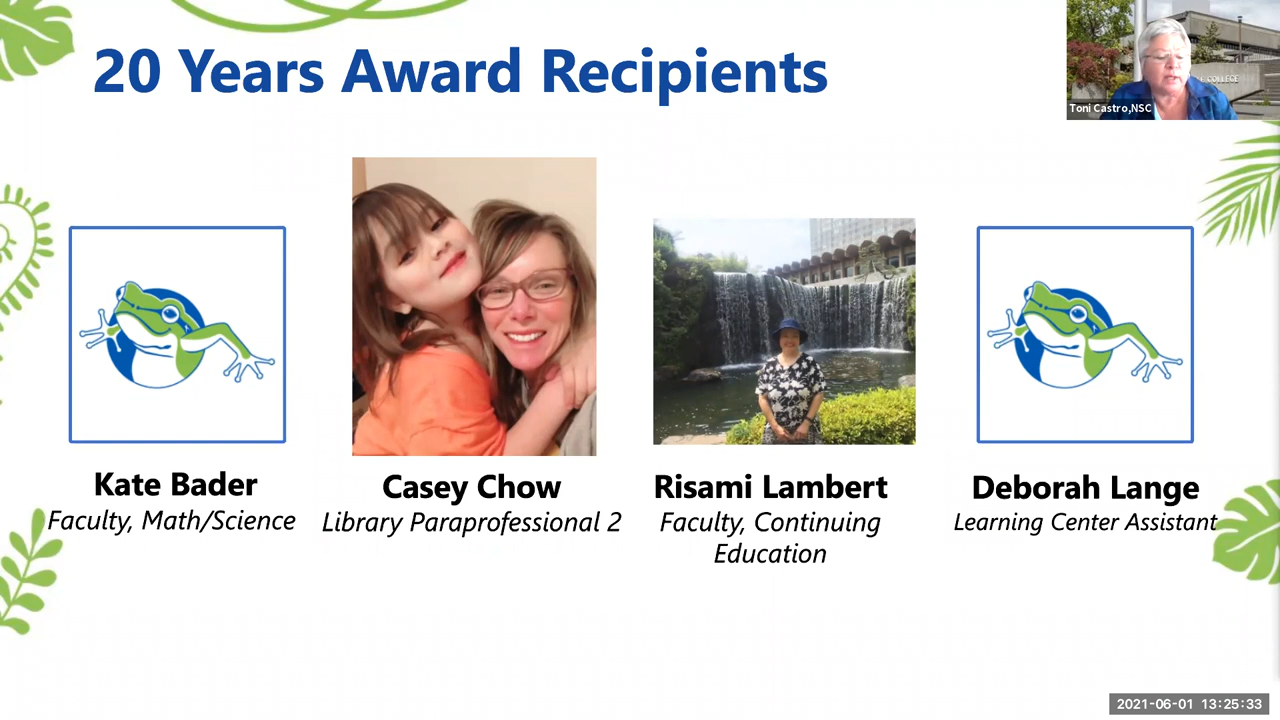 20 Years Award Recipients
E COLLEGE
Toni Castro,NSC
Kate Bader
Faculty, Math/Science
Casey Chow
Library Paraprofessional 2
Risami Lambert
Faculty, Continuing
Education
Deborah Lange
Learning Center Assistant
2021-06-01 13:25:33